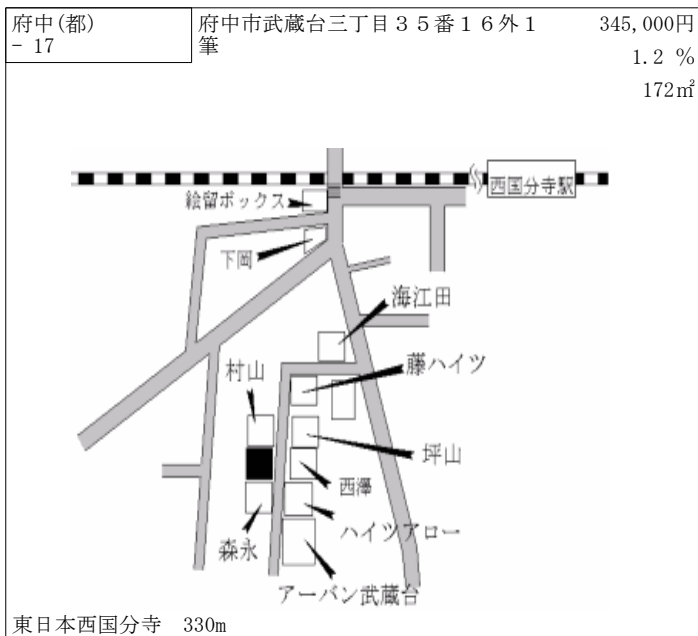 府中(都)
- 17
府中市武蔵台三丁目３５番１６外１
筆
345,000円
1.2 %
172㎡
西国分寺駅
絵留ボックス
下岡
海江田
村山
藤ハイツ
坪山
西澤
森永
ハイツアロー
アーバン武蔵台
東日本西国分寺 330m